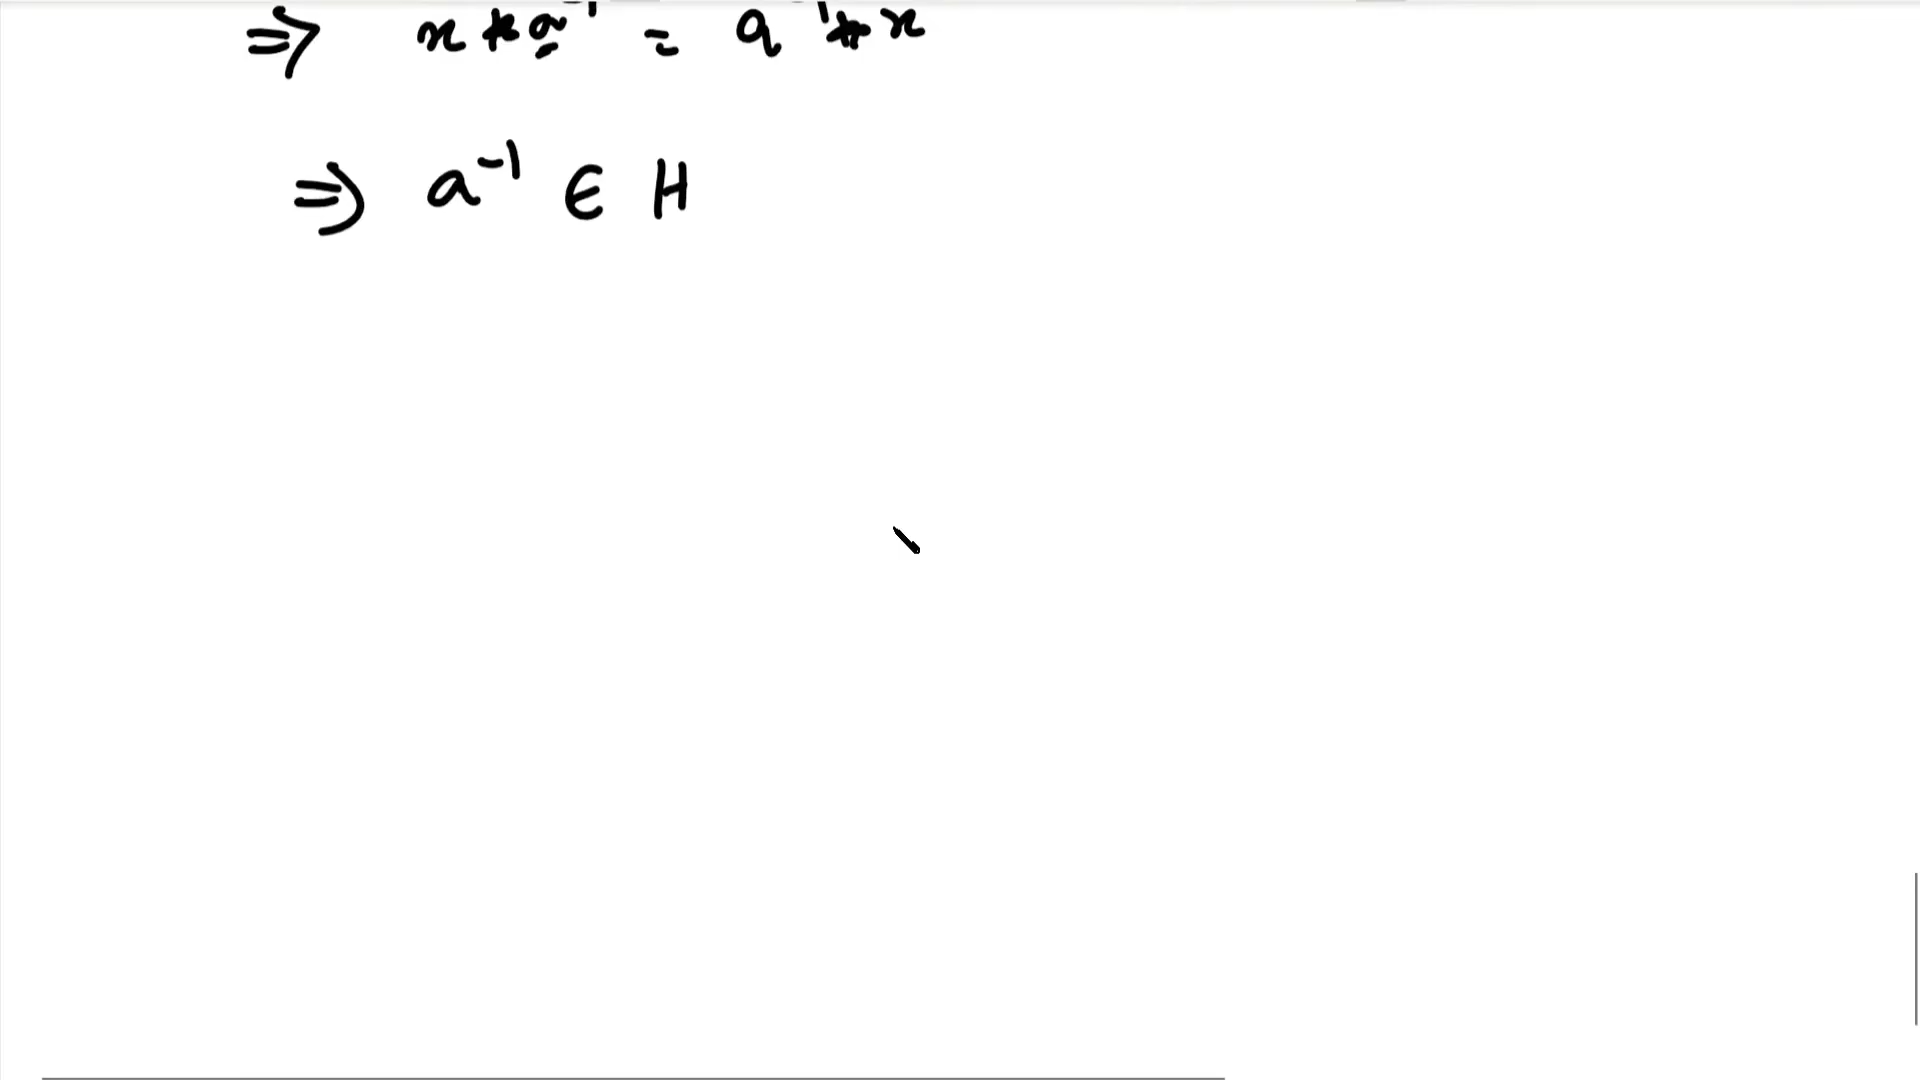 ⇒ x * a⁻¹ = a⁻¹ * x
⇒ a⁻¹ ∈ H